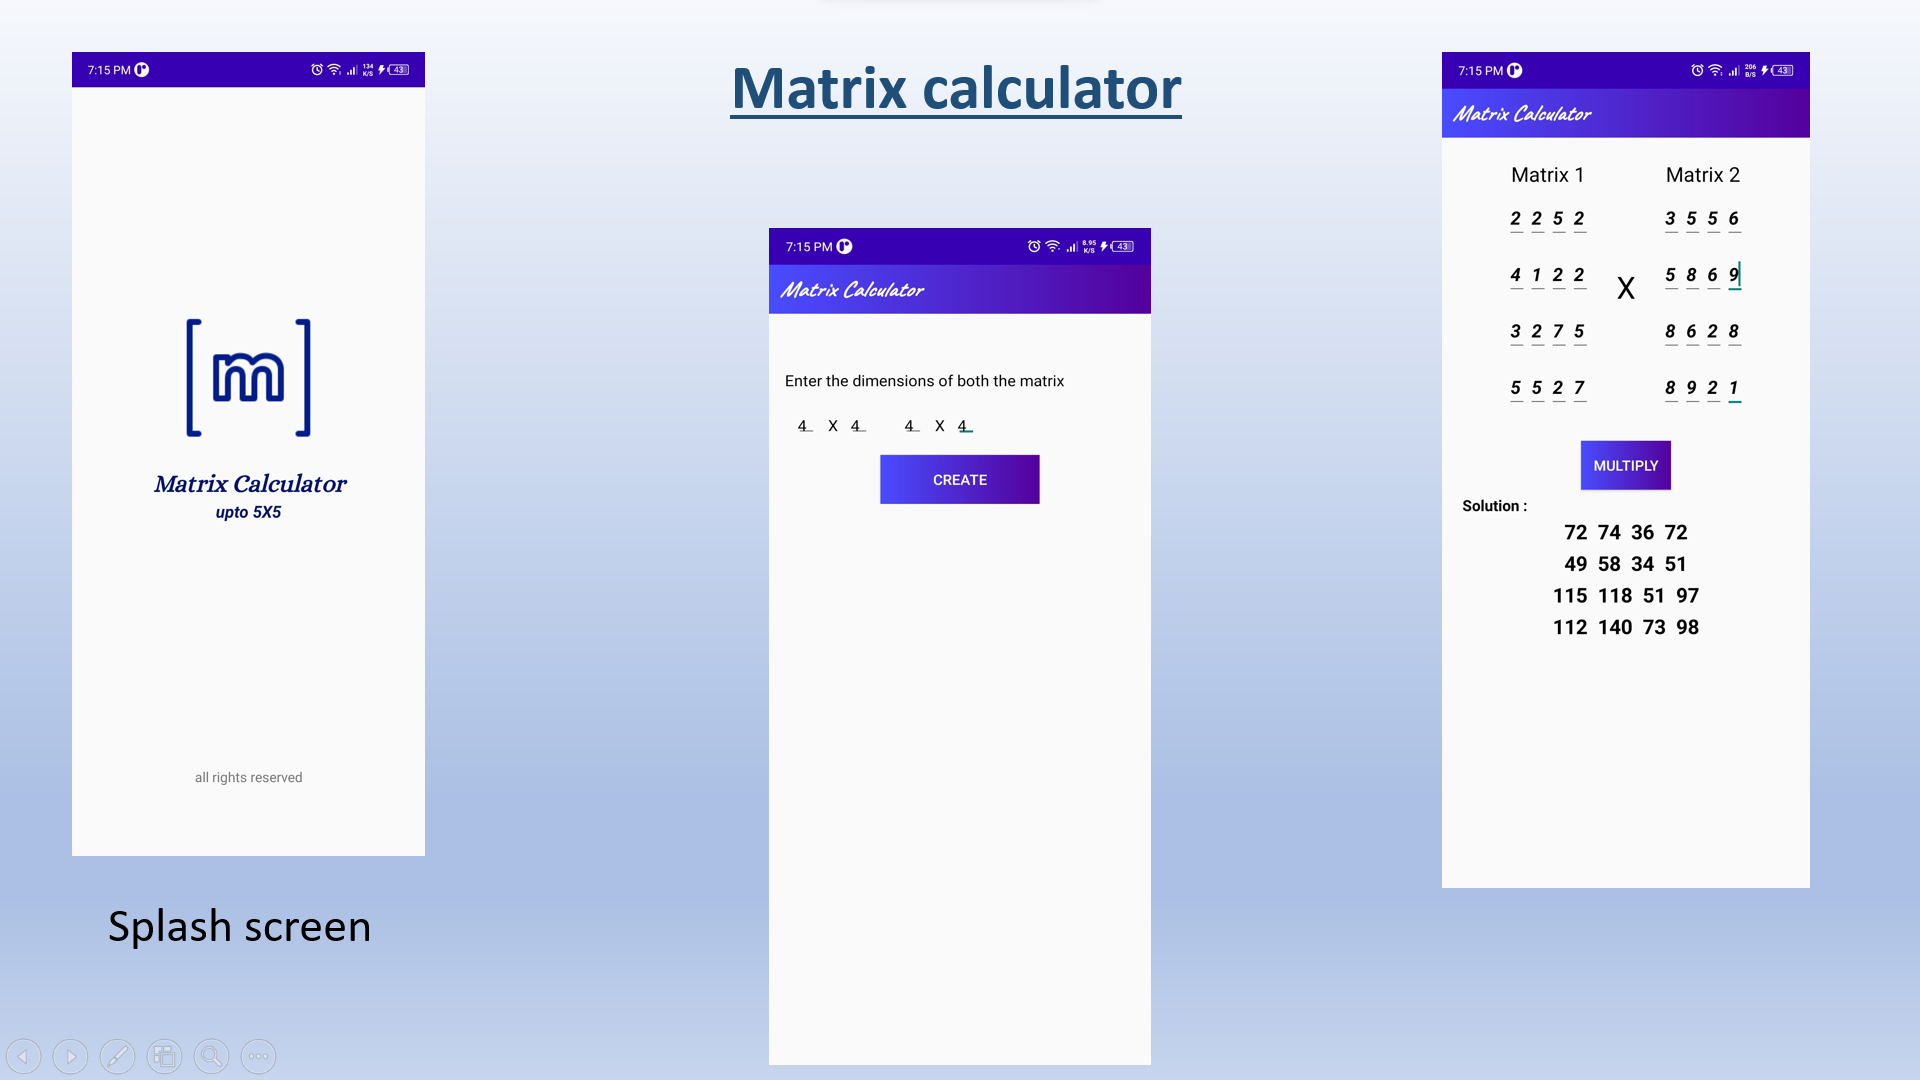 Matrix calculator
7:15 PM
134 K/S
43
m
Matrix Calculator
upto 5X5
all rights reserved
Splash screen
7:15 PM
8.95 K/S
43
Matrix Calculator
Enter the dimensions of both the matrix
4 X 4 4 X 4
CREATE
7:15 PM
206 B/S
43
Matrix Calculator
Matrix 1 Matrix 2
2 2 5 2 3 5 5 6
4 1 2 2 X 5 8 6 9
3 2 7 5 8 6 2 8
5 5 2 7 8 9 2 1
MULTIPLY
Solution :
72 74 36 72
49 58 34 51
115 118 51 97
112 140 73 98